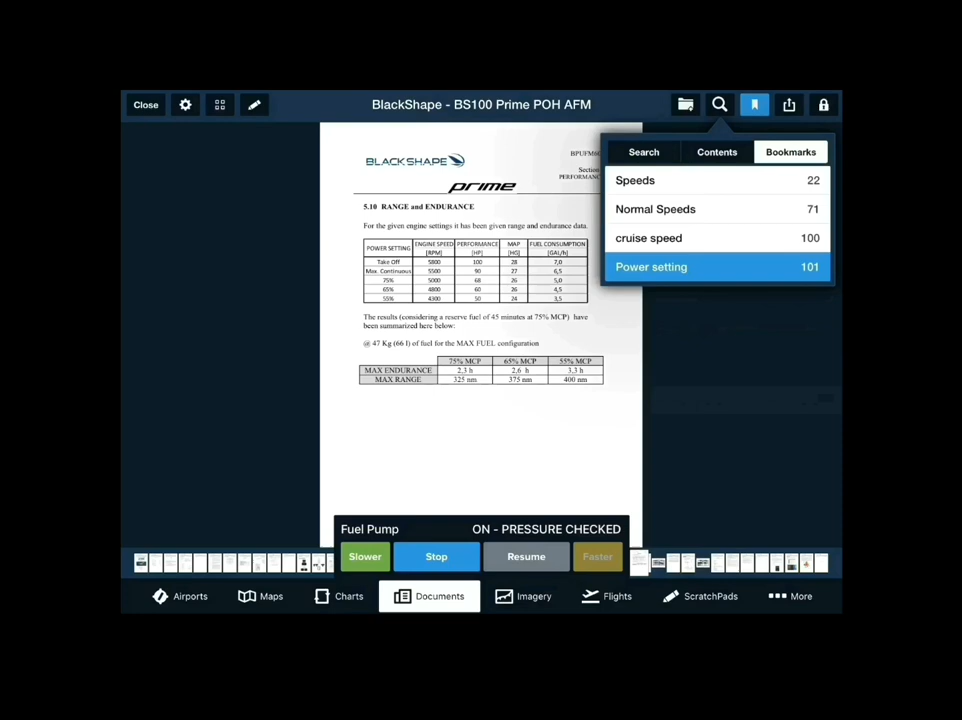 Close
BlackShape - BS100 Prime POH AFM
Search Contents Bookmarks
Speeds 22
Normal Speeds 71
cruise speed 100
Power setting 101
BLACKSHAPE
prime
Section
PERFORMANC
5.10 RANGE and ENDURANCE
For the given engine settings it has been given range and endurance data.
POWER SETTING ENGINE SPEED [RPM] PERFORMANCE [HP] MAP [HG] FUEL CONSUMPTION [GAL/h]
Take Off 5800 100 28 7,0
Max. Continuous 5500 90 27 6,5
75% 5000 68 26 5,0
65% 4800 60 26 4,5
55% 4300 50 24 3,5
The results (considering a reserve fuel of 45 minutes at 75% MCP) have
been summarized here below:
@ 47 Kg (66 l) of fuel for the MAX FUEL configuration
75% MCP 65% MCP 55% MCP
MAX ENDURANCE 2,3 h 2,6 h 3,3 h
MAX RANGE 325 nm 375 nm 400 nm
Fuel Pump ON - PRESSURE CHECKED
Slower Stop Resume Faster
Airports Maps Charts Documents Imagery Flights ScratchPads More